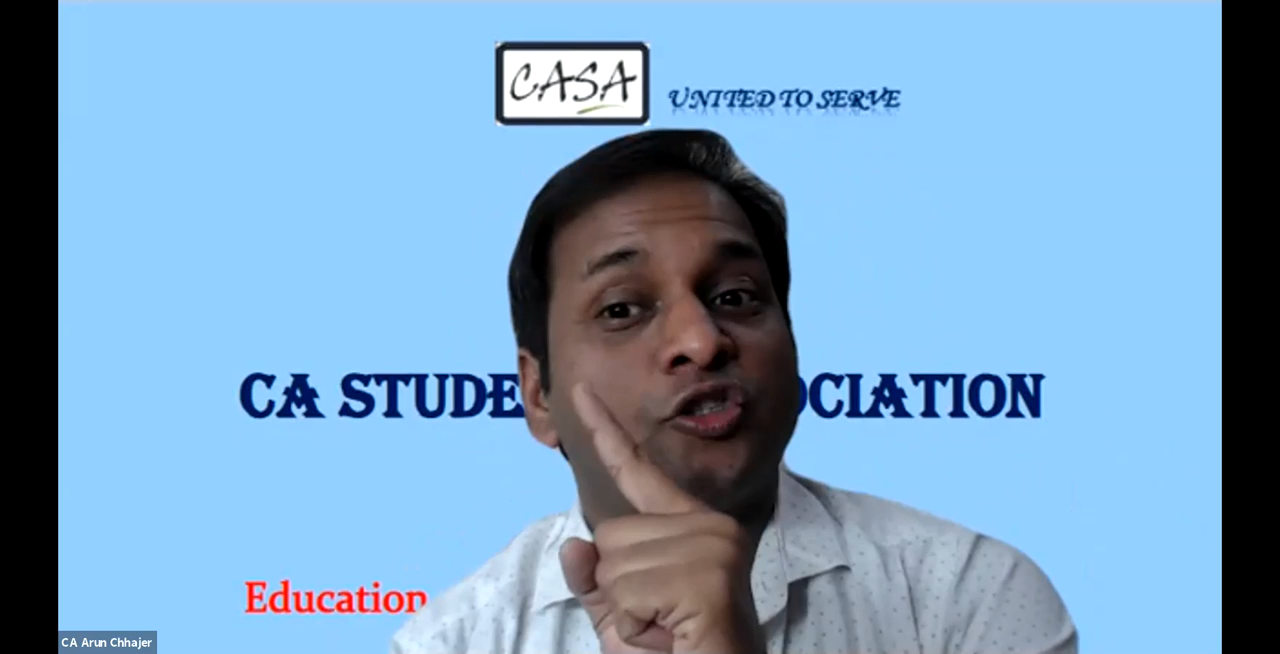 CASA
UNITED TO SERVE
CA STUDE OCIATION
Education
CA Arun Chhajer